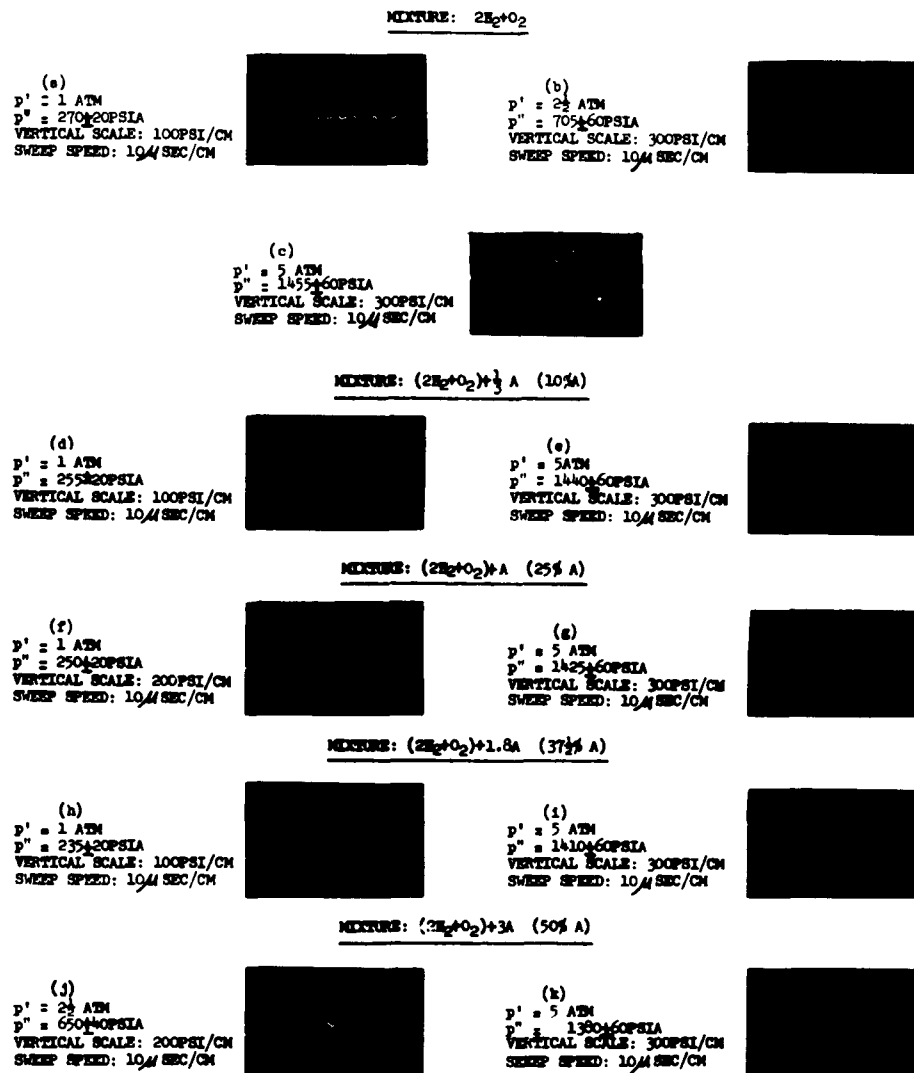 MIXTURE: 2H₂+O₂
(a)
p' = 1 ATM
p" = 270±20PSIA
VERTICAL SCALE: 100PSI/CM
SWEEP SPEED: 10μSEC/CM
(b)
p' = 2½ ATM
p" = 705±60PSIA
VERTICAL SCALE: 300PSI/CM
SWEEP SPEED: 10μSEC/CM
(c)
p' = 5 ATM
p" = 1455±60PSIA
VERTICAL SCALE: 300PSI/CM
SWEEP SPEED: 10μSEC/CM
MIXTURE: (2H₂+O₂)+⅓ A (10%A)
(d)
p' = 1 ATM
p" = 255±20PSIA
VERTICAL SCALE: 100PSI/CM
SWEEP SPEED: 10μSEC/CM
(e)
p' = 5ATM
p" = 1440±60PSIA
VERTICAL SCALE: 300PSI/CM
SWEEP SPEED: 10μSEC/CM
MIXTURE: (2H₂+O₂)+A (25% A)
(f)
p' = 1 ATM
p" = 250±20PSIA
VERTICAL SCALE: 200PSI/CM
SWEEP SPEED: 10μSEC/CM
(g)
p' = 5 ATM
p" = 1425±60PSIA
VERTICAL SCALE: 300PSI/CM
SWEEP SPEED: 10μSEC/CM
MIXTURE: (2H₂+O₂)+1.8A (37½% A)
(h)
p' = 1 ATM
p" = 235±20PSIA
VERTICAL SCALE: 100PSI/CM
SWEEP SPEED: 10μSEC/CM
(i)
p' = 5 ATM
p" = 1410±60PSIA
VERTICAL SCALE: 300PSI/CM
SWEEP SPEED: 10μSEC/CM
MIXTURE: (2H₂+O₂)+3A (50% A)
(j)
p' = 2½ ATM
p" = 650±40PSIA
VERTICAL SCALE: 200PSI/CM
SWEEP SPEED: 10μSEC/CM
(k)
p' = 5 ATM
p" = 1380±60PSIA
VERTICAL SCALE: 300PSI/CM
SEEEP SPEED: 10μSEC/CM